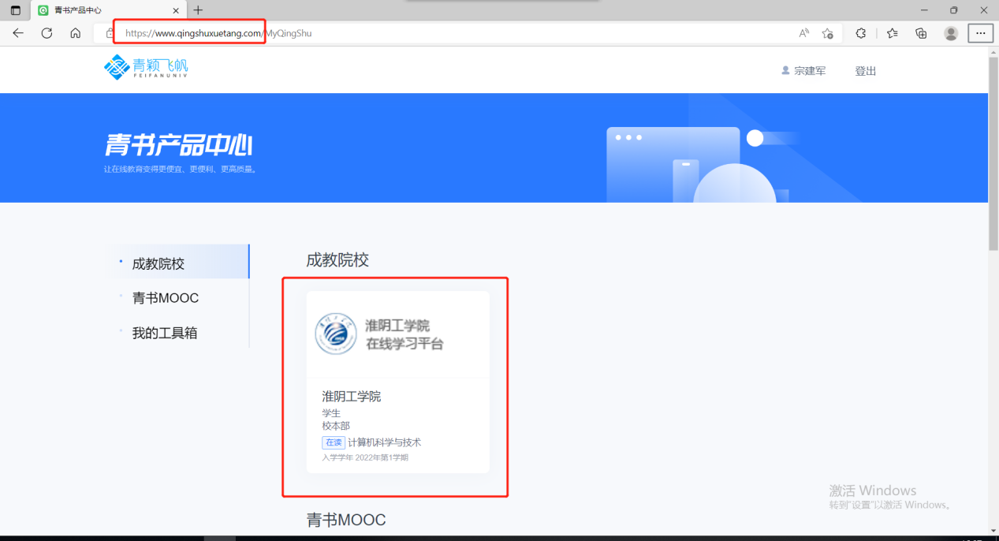 青书产品中心
https://www.qingshuxuetang.com/MyQingShu
青颖飞帆
FEIFANUNIV
宗建军
登出
青书产品中心
让在线教育变得更便宜、更便利、更高质量。
成教院校
青书MOOC
我的工具箱
成教院校
淮阴工学院
在线学习平台
淮阴工学院
学生
校本部
在读 计算机科学与技术
入学学年 2022年第1学期
青书MOOC
激活 Windows
转到"设置"以激活 Windows。